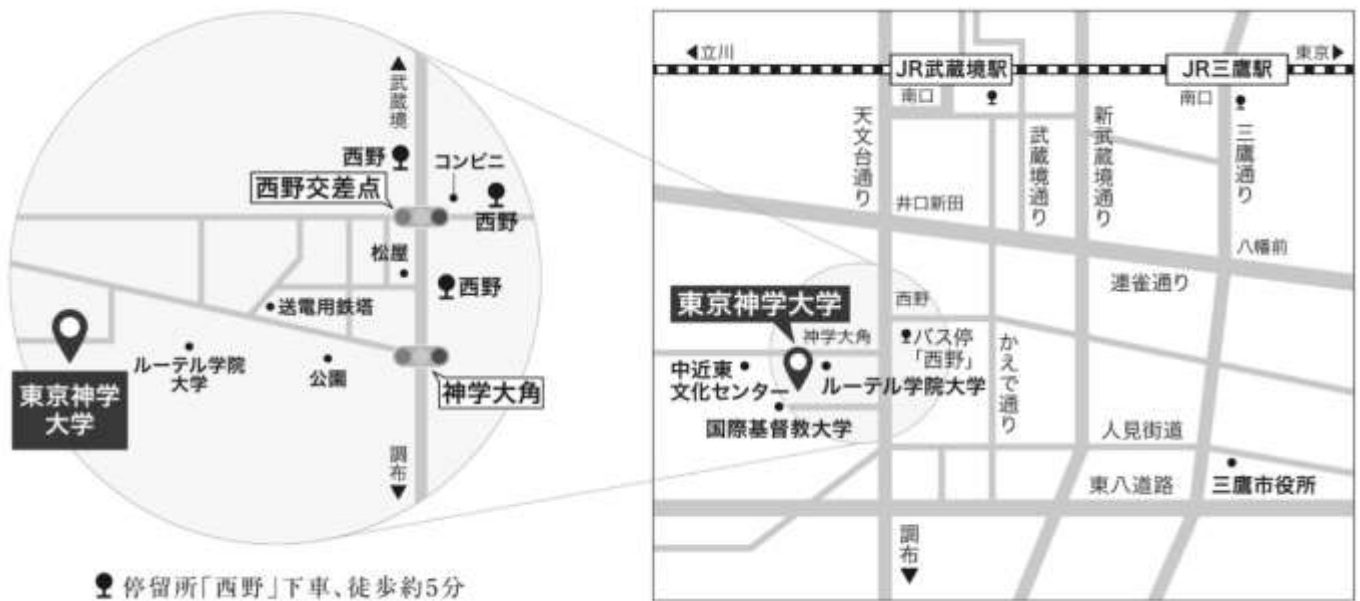 ▲武蔵境
西野
コンビニ
西野交差点
西野
松屋
西野
送電用鉄塔
ルーテル学院
大学
公園
神学大角
東京神学
大学
調布▼
停留所「西野」下車、徒歩約5分
◀立川
JR武蔵境駅
JR三鷹駅
東京▶
南口
南口
天文台通り
武蔵境通り
新武蔵境通り
三鷹通り
井口新田
八幡前
連雀通り
西野
東京神学大学
神学大角
バス停
「西野」
かえで通り
中近東
文化センター
ルーテル学院大学
国際基督教大学
人見街道
東八道路
三鷹市役所
調布▼